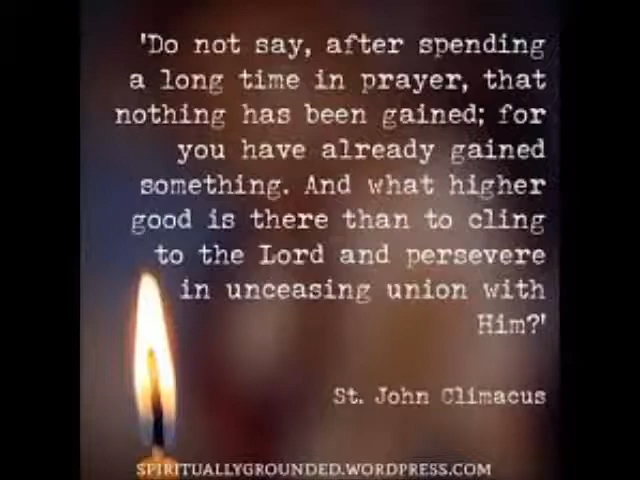 'Do not say, after spending
a long time in prayer, that
nothing has been gained; for
you have already gained
something. And what higher
good is there than to cling
to the Lord and persevere
in unceasing union with
Him?'
St. John Climacus
SPIRITUALLYGROUNDED.WORDPRESS.COM